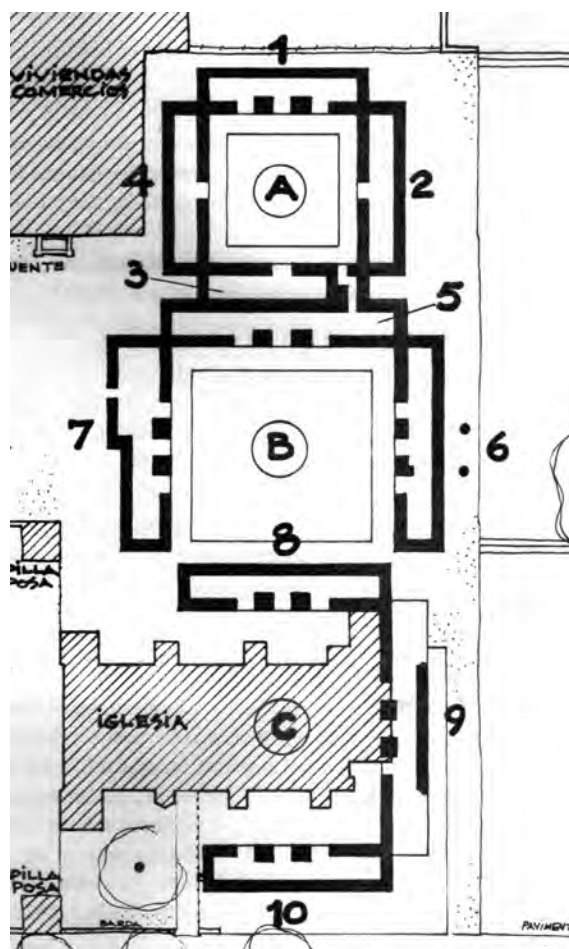 1
VIVIENDAS
COMERCIOS
A
4
2
UENTE
3
5
7
B
6
8
PILLA
POSA
IGLESIA
C
9
PILLA
POSA
BARDA
10
PAVIMENT